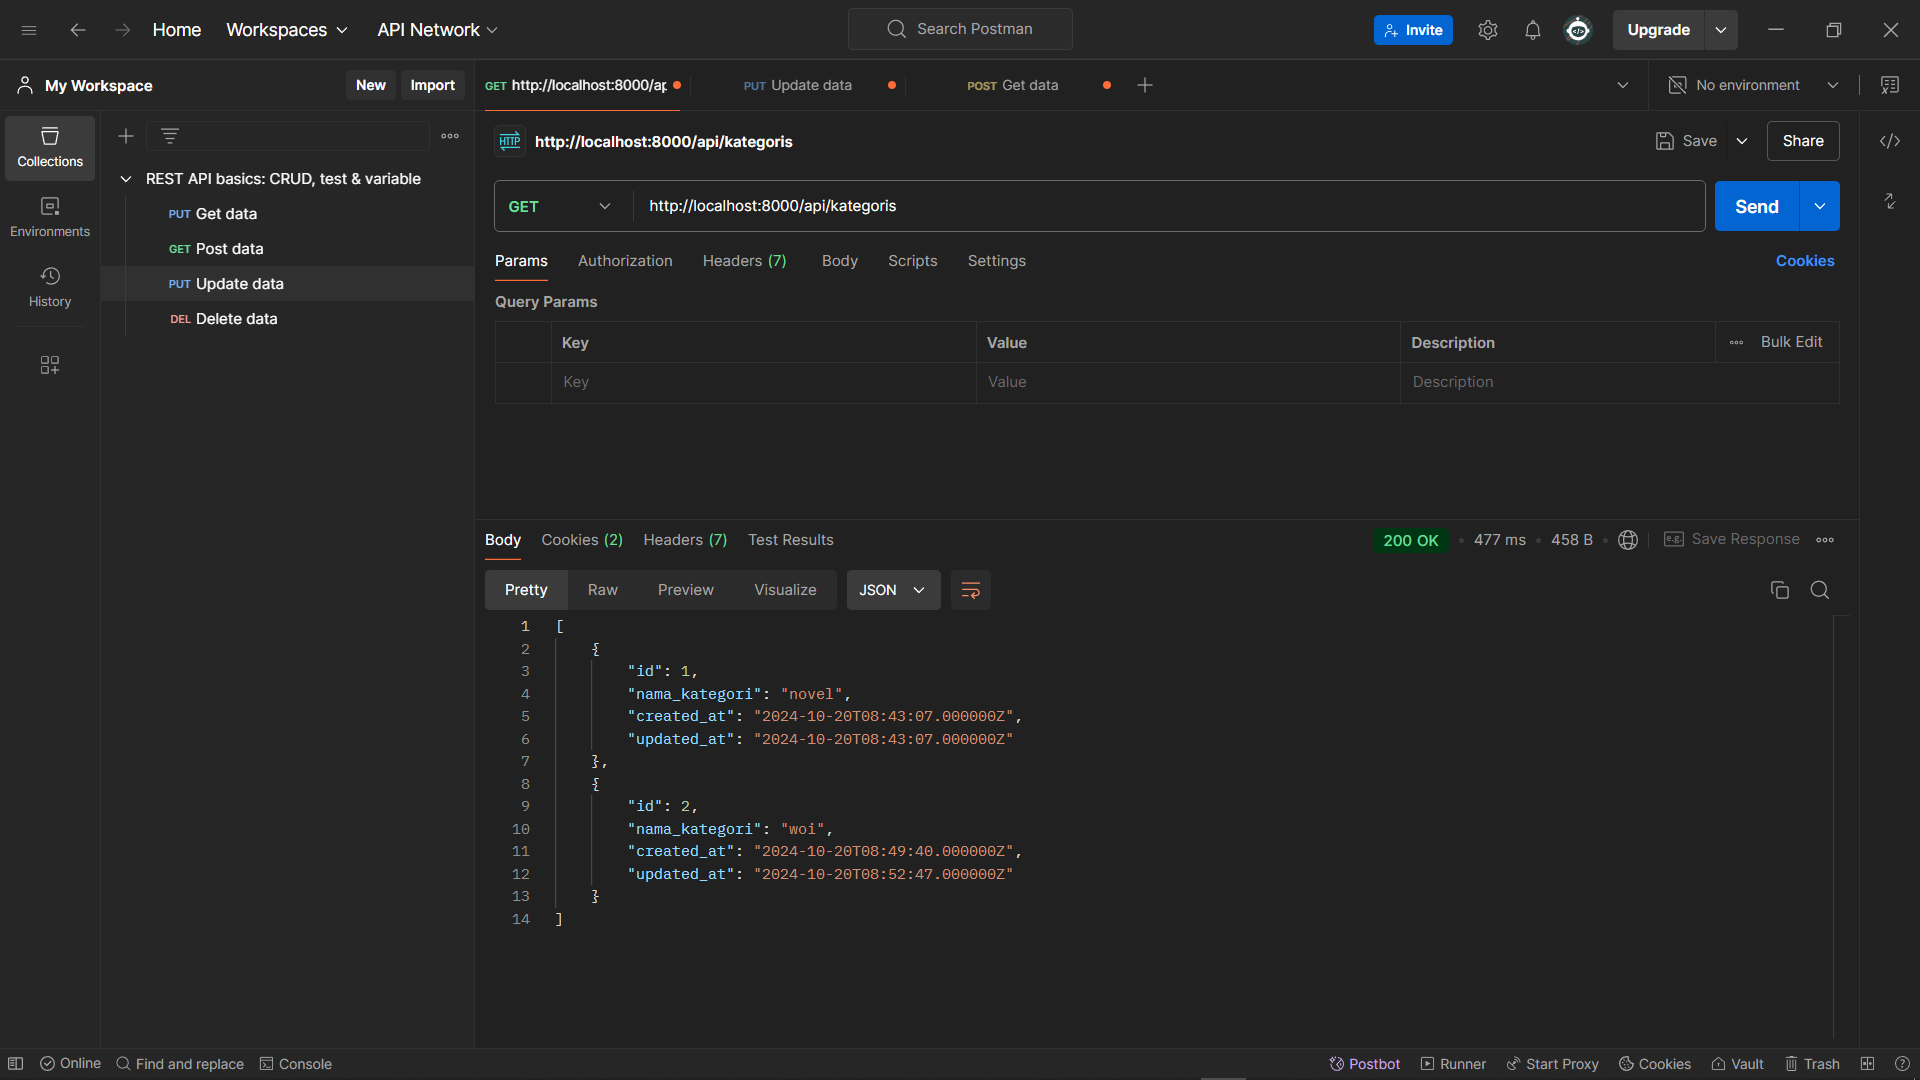 Home Workspaces API Network Search Postman Invite Upgrade
My Workspace New Import GET http://localhost:8000/ap PUT Update data POST Get data No environment
Collections
Environments
History
REST API basics: CRUD, test & variable
PUT Get data
GET Post data
PUT Update data
DEL Delete data
HTTP http://localhost:8000/api/kategoris Save Share
GET http://localhost:8000/api/kategoris Send
Params Authorization Headers (7) Body Scripts Settings Cookies
Query Params
Key Value Description Bulk Edit
Key Value Description
Body Cookies (2) Headers (7) Test Results 200 OK 477 ms 458 B e.g. Save Response
Pretty Raw Preview Visualize JSON
1 [
2 {
3 "id": 1,
4 "nama_kategori": "novel",
5 "created_at": "2024-10-20T08:43:07.000000Z",
6 "updated_at": "2024-10-20T08:43:07.000000Z"
7 },
8 {
9 "id": 2,
10 "nama_kategori": "woi",
11 "created_at": "2024-10-20T08:49:40.000000Z",
12 "updated_at": "2024-10-20T08:52:47.000000Z"
13 }
14 ]
Online Find and replace Console Postbot Runner Start Proxy Cookies Vault Trash